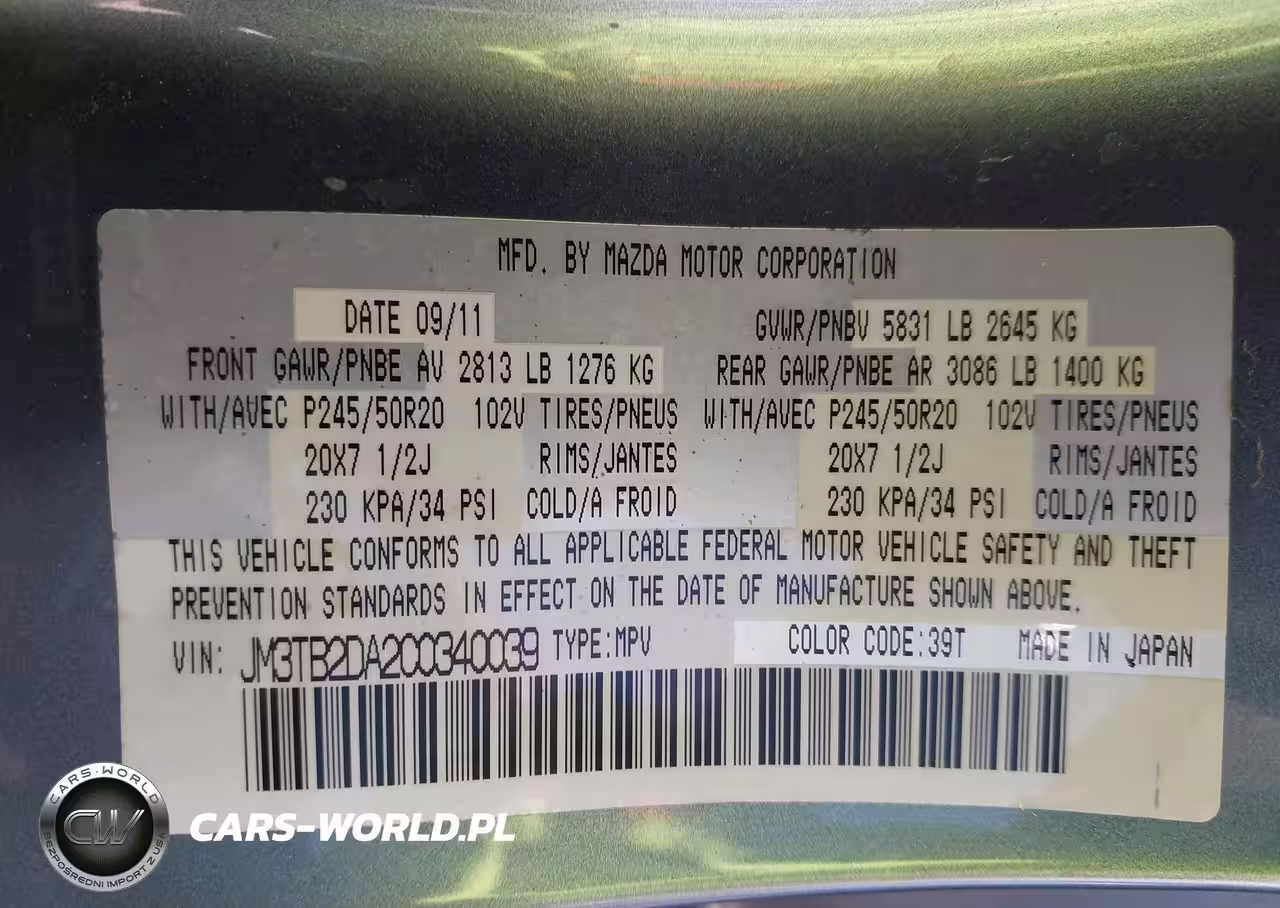 MFD. BY MAZDA MOTOR CORPORATION
DATE 09/11 GVWR/PNBV 5831 LB 2645 KG
FRONT GAWR/PNBE AV 2813 LB 1276 KG REAR GAWR/PNBE AR 3086 LB 1400 KG
WITH/AVEC P245/50R20 102V TIRES/PNEUS WITH/AVEC P245/50R20 102V TIRES/PNEUS
20X7 1/2J RIMS/JANTES 20X7 1/2J RIMS/JANTES
230 KPA/34 PSI COLD/A FROID 230 KPA/34 PSI COLD/A FROID
THIS VEHICLE CONFORMS TO ALL APPLICABLE FEDERAL MOTOR VEHICLE SAFETY AND THEFT
PREVENTION STANDARDS IN EFFECT ON THE DATE OF MANUFACTURE SHOWN ABOVE.
VIN: JM3TB2DA2C0340039 TYPE:MPV COLOR CODE:39T MADE IN JAPAN
CARS-WORLD
CW
BEZPOŚREDNI IMPORT Z USA
CARS-WORLD.PL